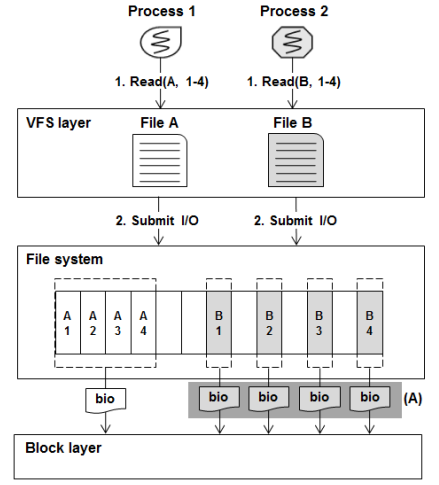 Process 1 Process 2
1. Read(A, 1-4) 1. Read(B, 1-4)
VFS layer File A File B
2. Submit I/O 2. Submit I/O
File system
A A A A B B B B
1 2 3 4 1 2 3 4
bio bio bio bio bio (A)
Block layer